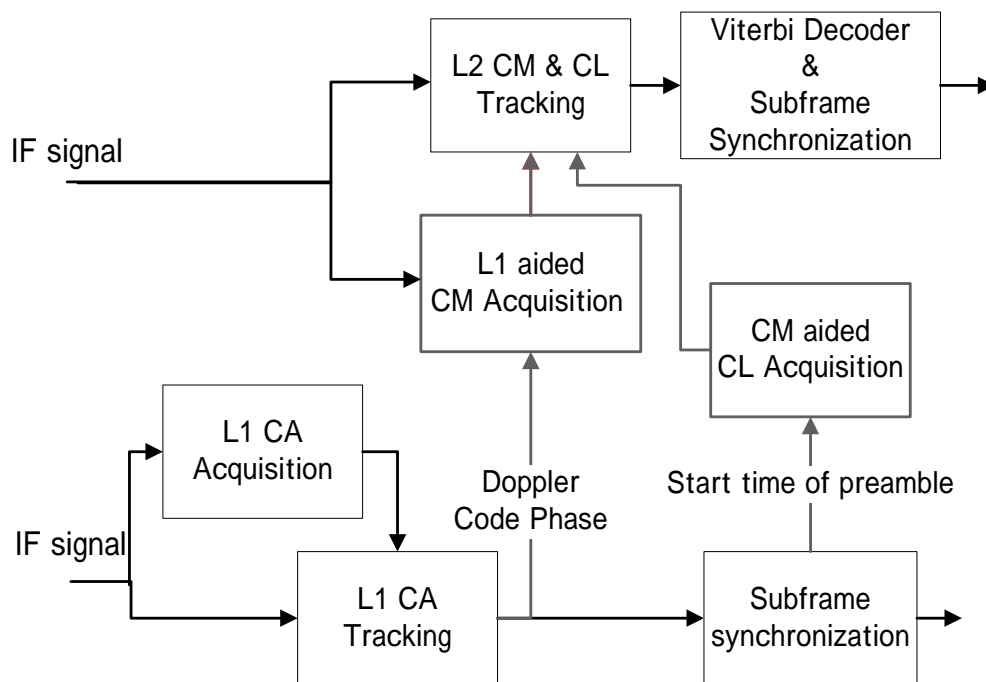 L2 CM & CL
Tracking
Viterbi Decoder
&
Subframe
Synchronization
IF signal
L1 aided
CM Acquisition
CM aided
CL Acquisition
L1 CA
Acquisition
Doppler
Code Phase
Start time of preamble
IF signal
L1 CA
Tracking
Subframe
synchronization